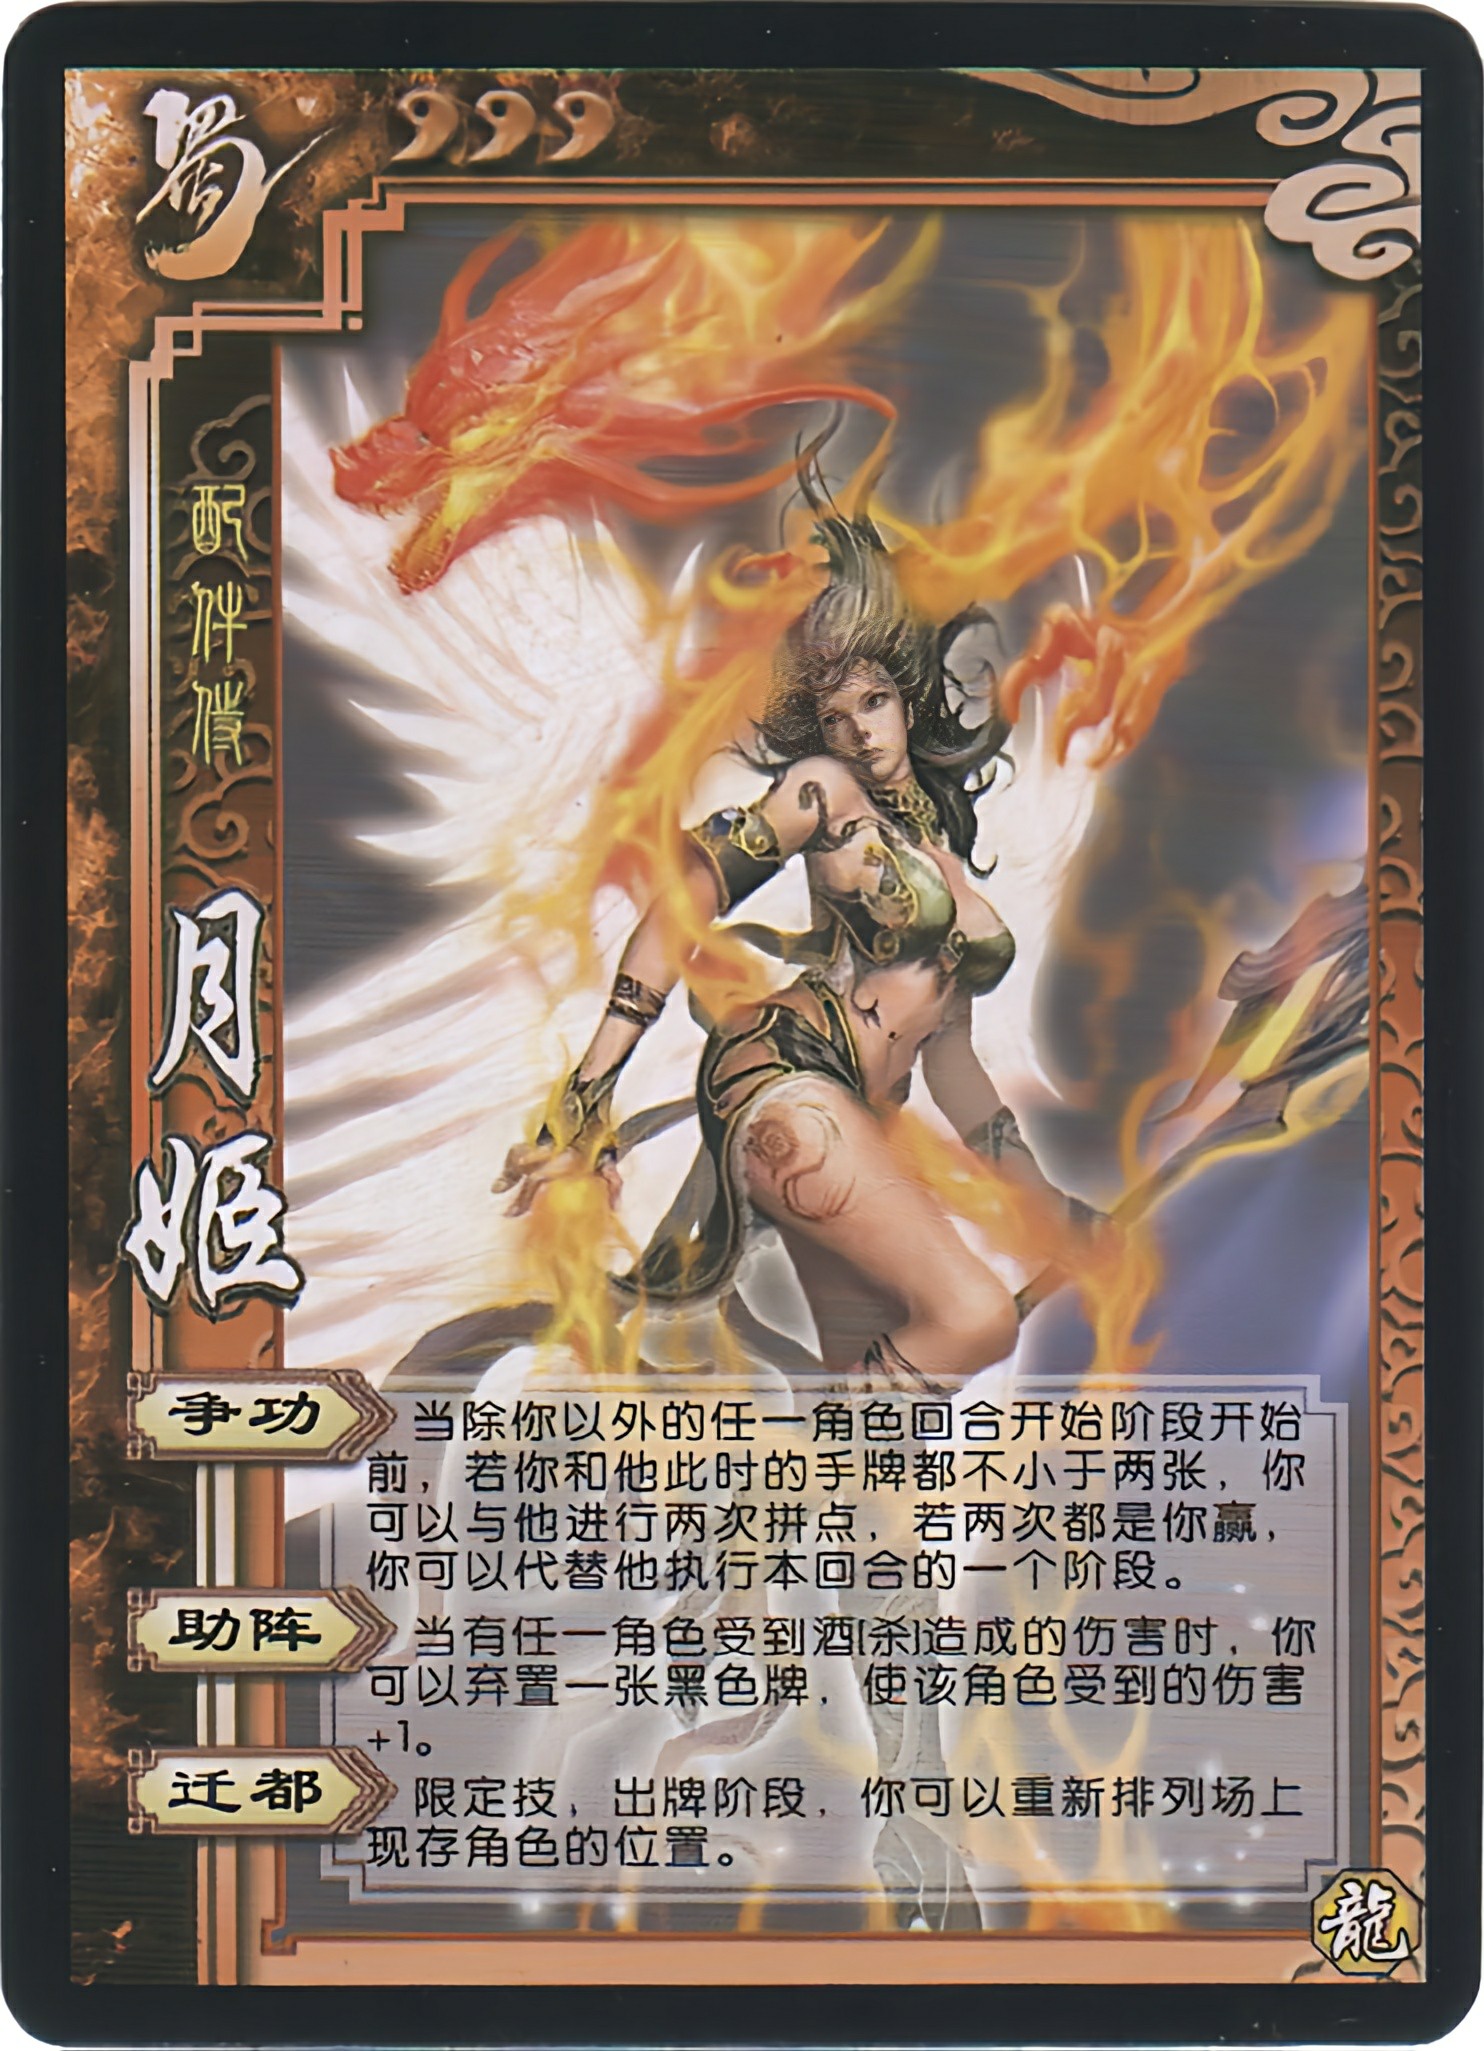 蜀
月姬
争功
当除你以外的任一角色回合开始阶段开始
前，若你和他此时的手牌都不小于两张，你
可以与他进行两次拼点，若两次都是你赢，
你可以代替他执行本回合的一个阶段。
助阵
当有任一角色受到酒[杀]造成的伤害时，你
可以弃置一张黑色牌，使该角色受到的伤害
+1。
迁都
限定技，出牌阶段，你可以重新排列场上
现存角色的位置。
龍